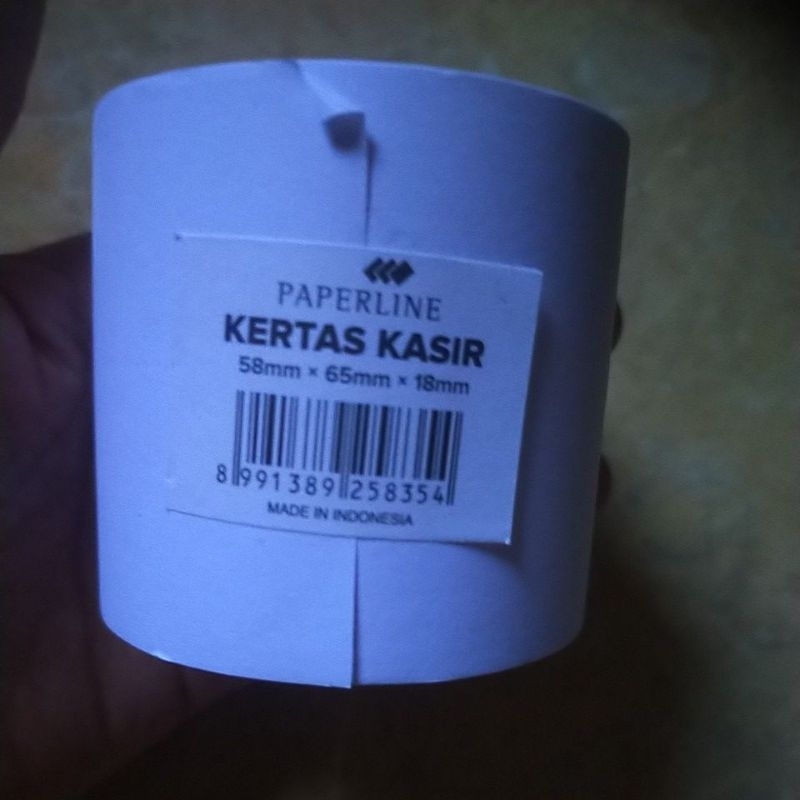 PAPERLINE
KERTAS KASIR
58mm × 65mm × 18mm
8 991389 258354
MADE IN INDONESIA